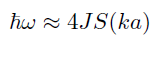 ħω ≈ 4JS(ka)